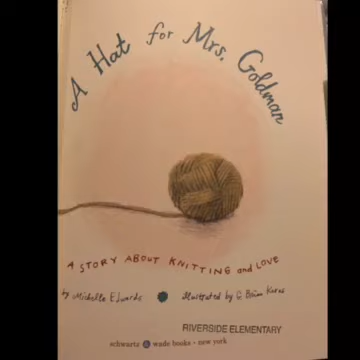 A Hat for Mrs. Goldman
A STORY ABOUT KNITTING and LOVE
by Michelle Edwards illustrated by G. Brian Karas
RIVERSIDE ELEMENTARY
schwartz & wade books · new york